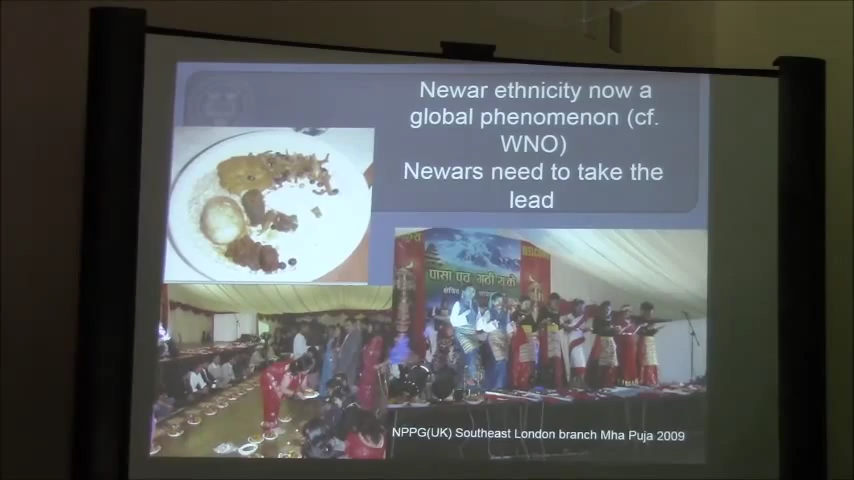 Newar ethnicity now a
global phenomenon (cf.
WNO)
Newars need to take the
lead
पासा पुच: गुठी यू.के
NPPG(UK) Southeast London branch Mha Puja 2009